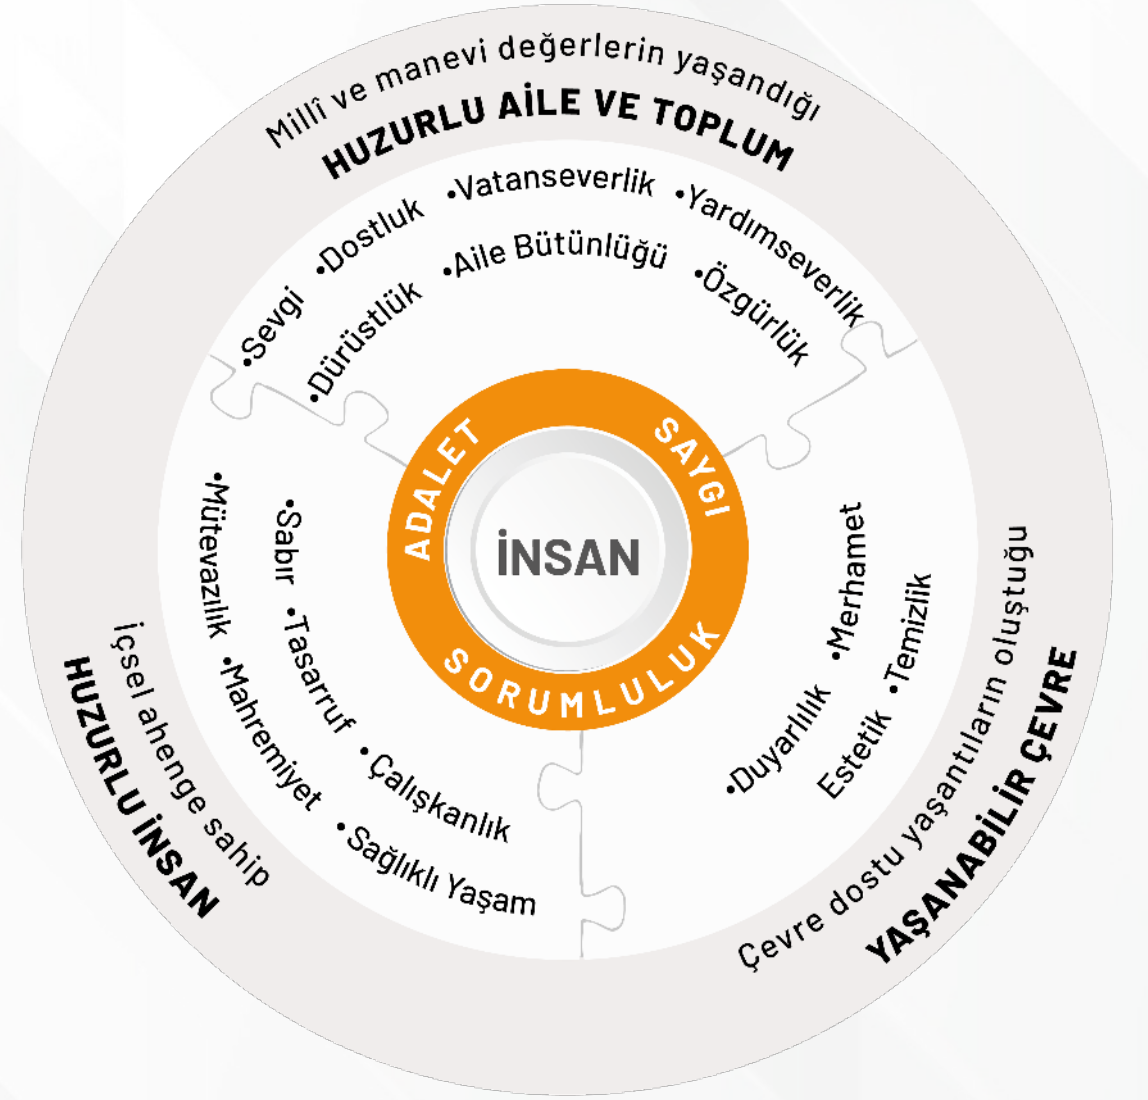 Millî ve manevi değerlerin yaşandığı
HUZURLU AİLE VE TOPLUM
•Sevgi •Dostluk •Vatanseverlik •Yardımseverlik
•Dürüstlük •Aile Bütünlüğü •Özgürlük
ADALET
SAYGI
SORUMLULUK
İNSAN
İçsel ahenge sahip
HUZURLU İNSAN
•Mütevazılık •Mahremiyet •Sağlıklı Yaşam
•Sabır •Tasarruf •Çalışkanlık
•Duyarlılık •Merhamet
Estetik •Temizlik
Çevre dostu yaşantıların oluştuğu
YAŞANABİLİR ÇEVRE